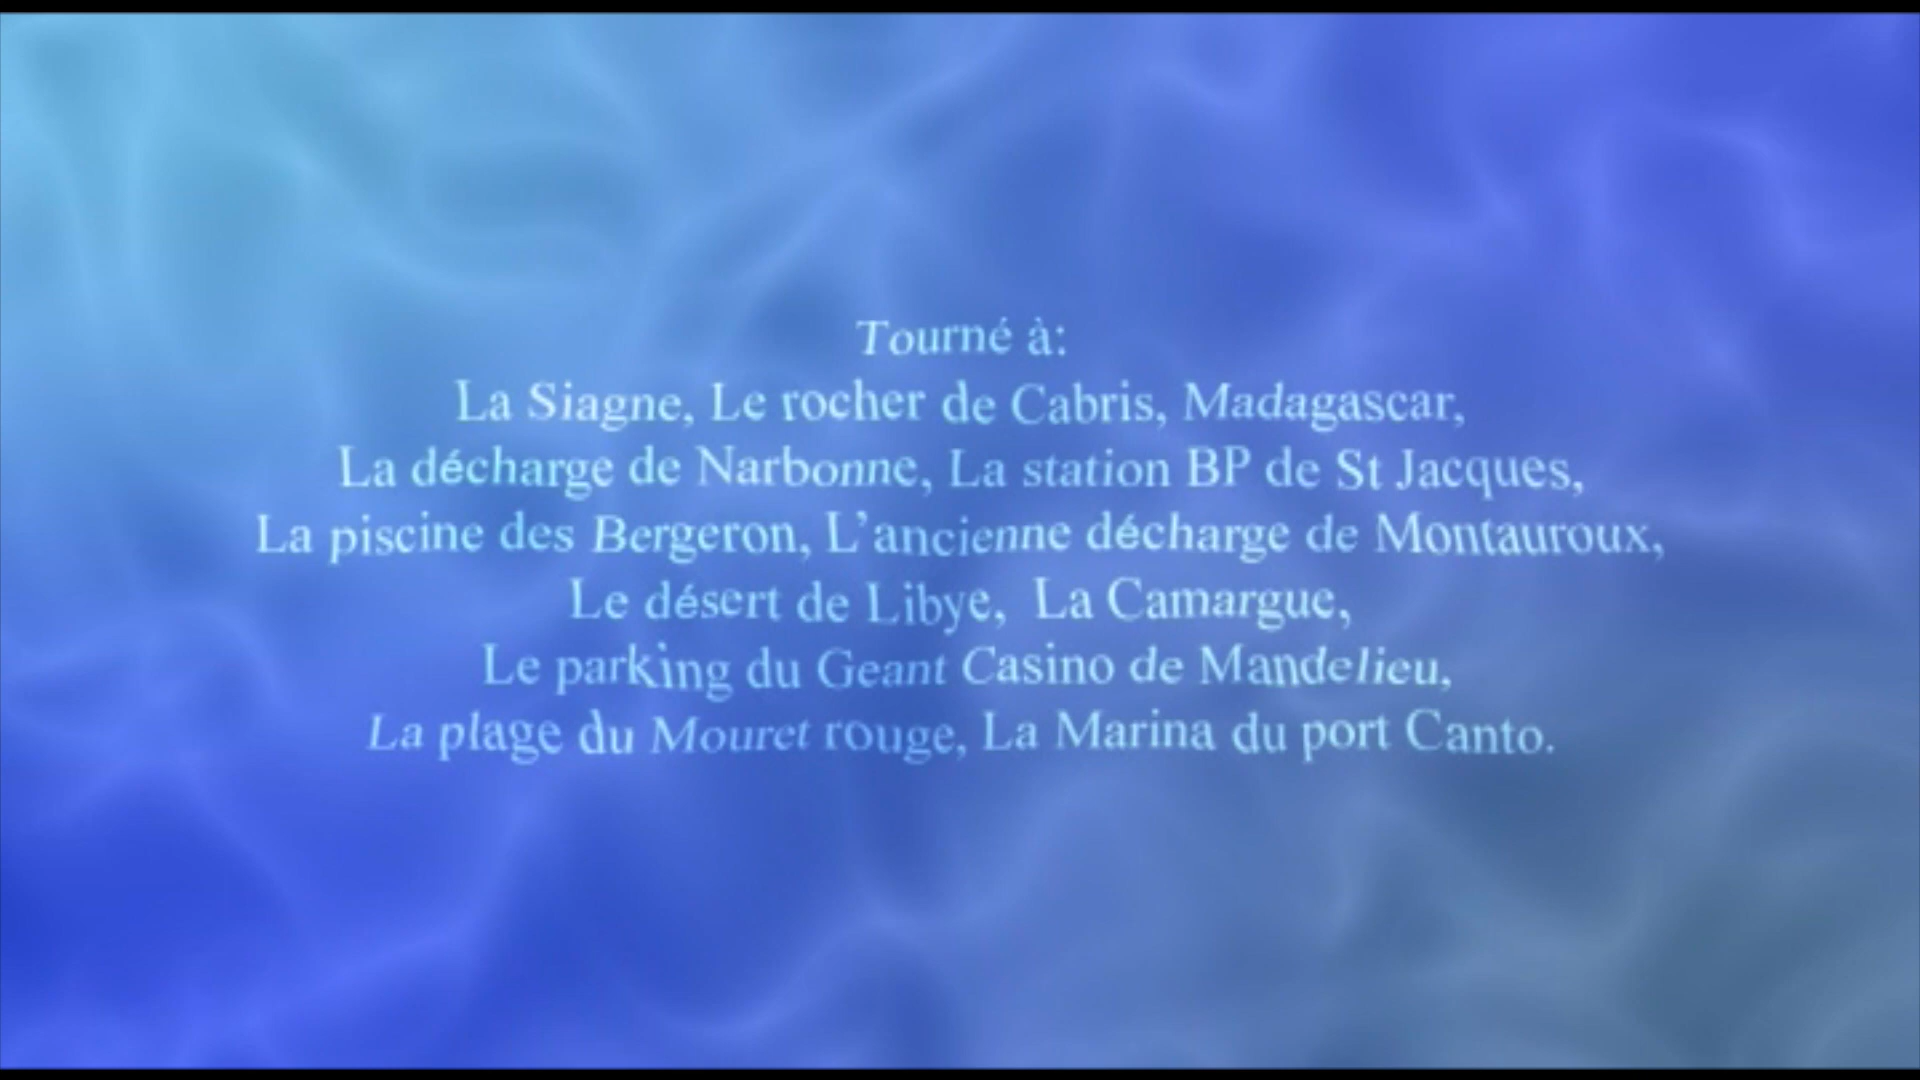 Tourné à:
La Siagne, Le rocher de Cabris, Madagascar,
La décharge de Narbonne, La station BP de St Jacques,
La piscine des Bergeron, L’ancienne décharge de Montauroux,
Le désert de Libye, La Camargue,
Le parking du Geant Casino de Mandelieu,
La plage du Mouret rouge, La Marina du port Canto.